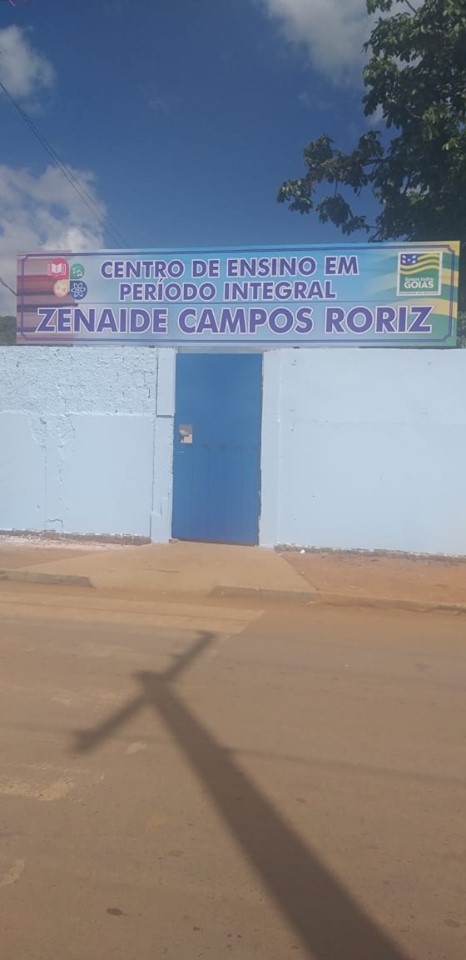 CENTRO DE ENSINO EM
PERÍODO INTEGRAL
ZENAIDE CAMPOS RORIZ
GOIÁS